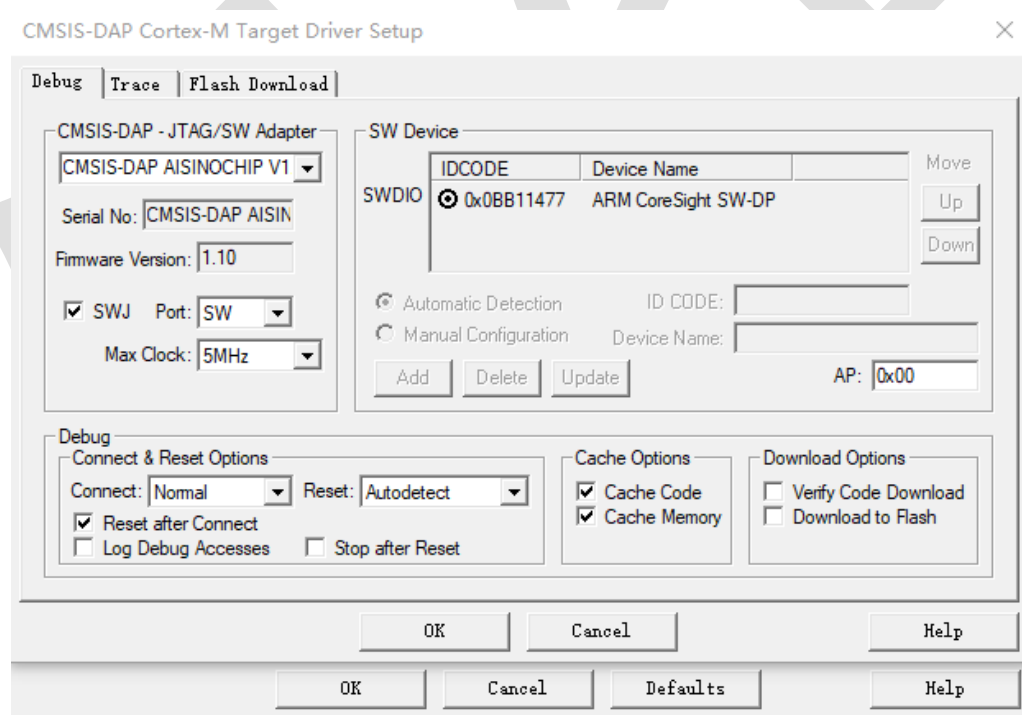 CMSIS-DAP Cortex-M Target Driver Setup
Debug Trace Flash Download
CMSIS-DAP - JTAG/SW Adapter
CMSIS-DAP AISINOCHIP V1
Serial No: CMSIS-DAP AISIN
Firmware Version: 1.10
SWJ Port: SW
Max Clock: 5MHz
SW Device
IDCODE Device Name Move
SWDIO 0x0BB11477 ARM CoreSight SW-DP Up
Down
Automatic Detection ID CODE:
Manual Configuration Device Name:
Add Delete Update AP: 0x00
Debug
Connect & Reset Options
Connect: Normal Reset: Autodetect
Reset after Connect
Log Debug Accesses Stop after Reset
Cache Options
Cache Code
Cache Memory
Download Options
Verify Code Download
Download to Flash
OK Cancel Help
OK Cancel Defaults Help